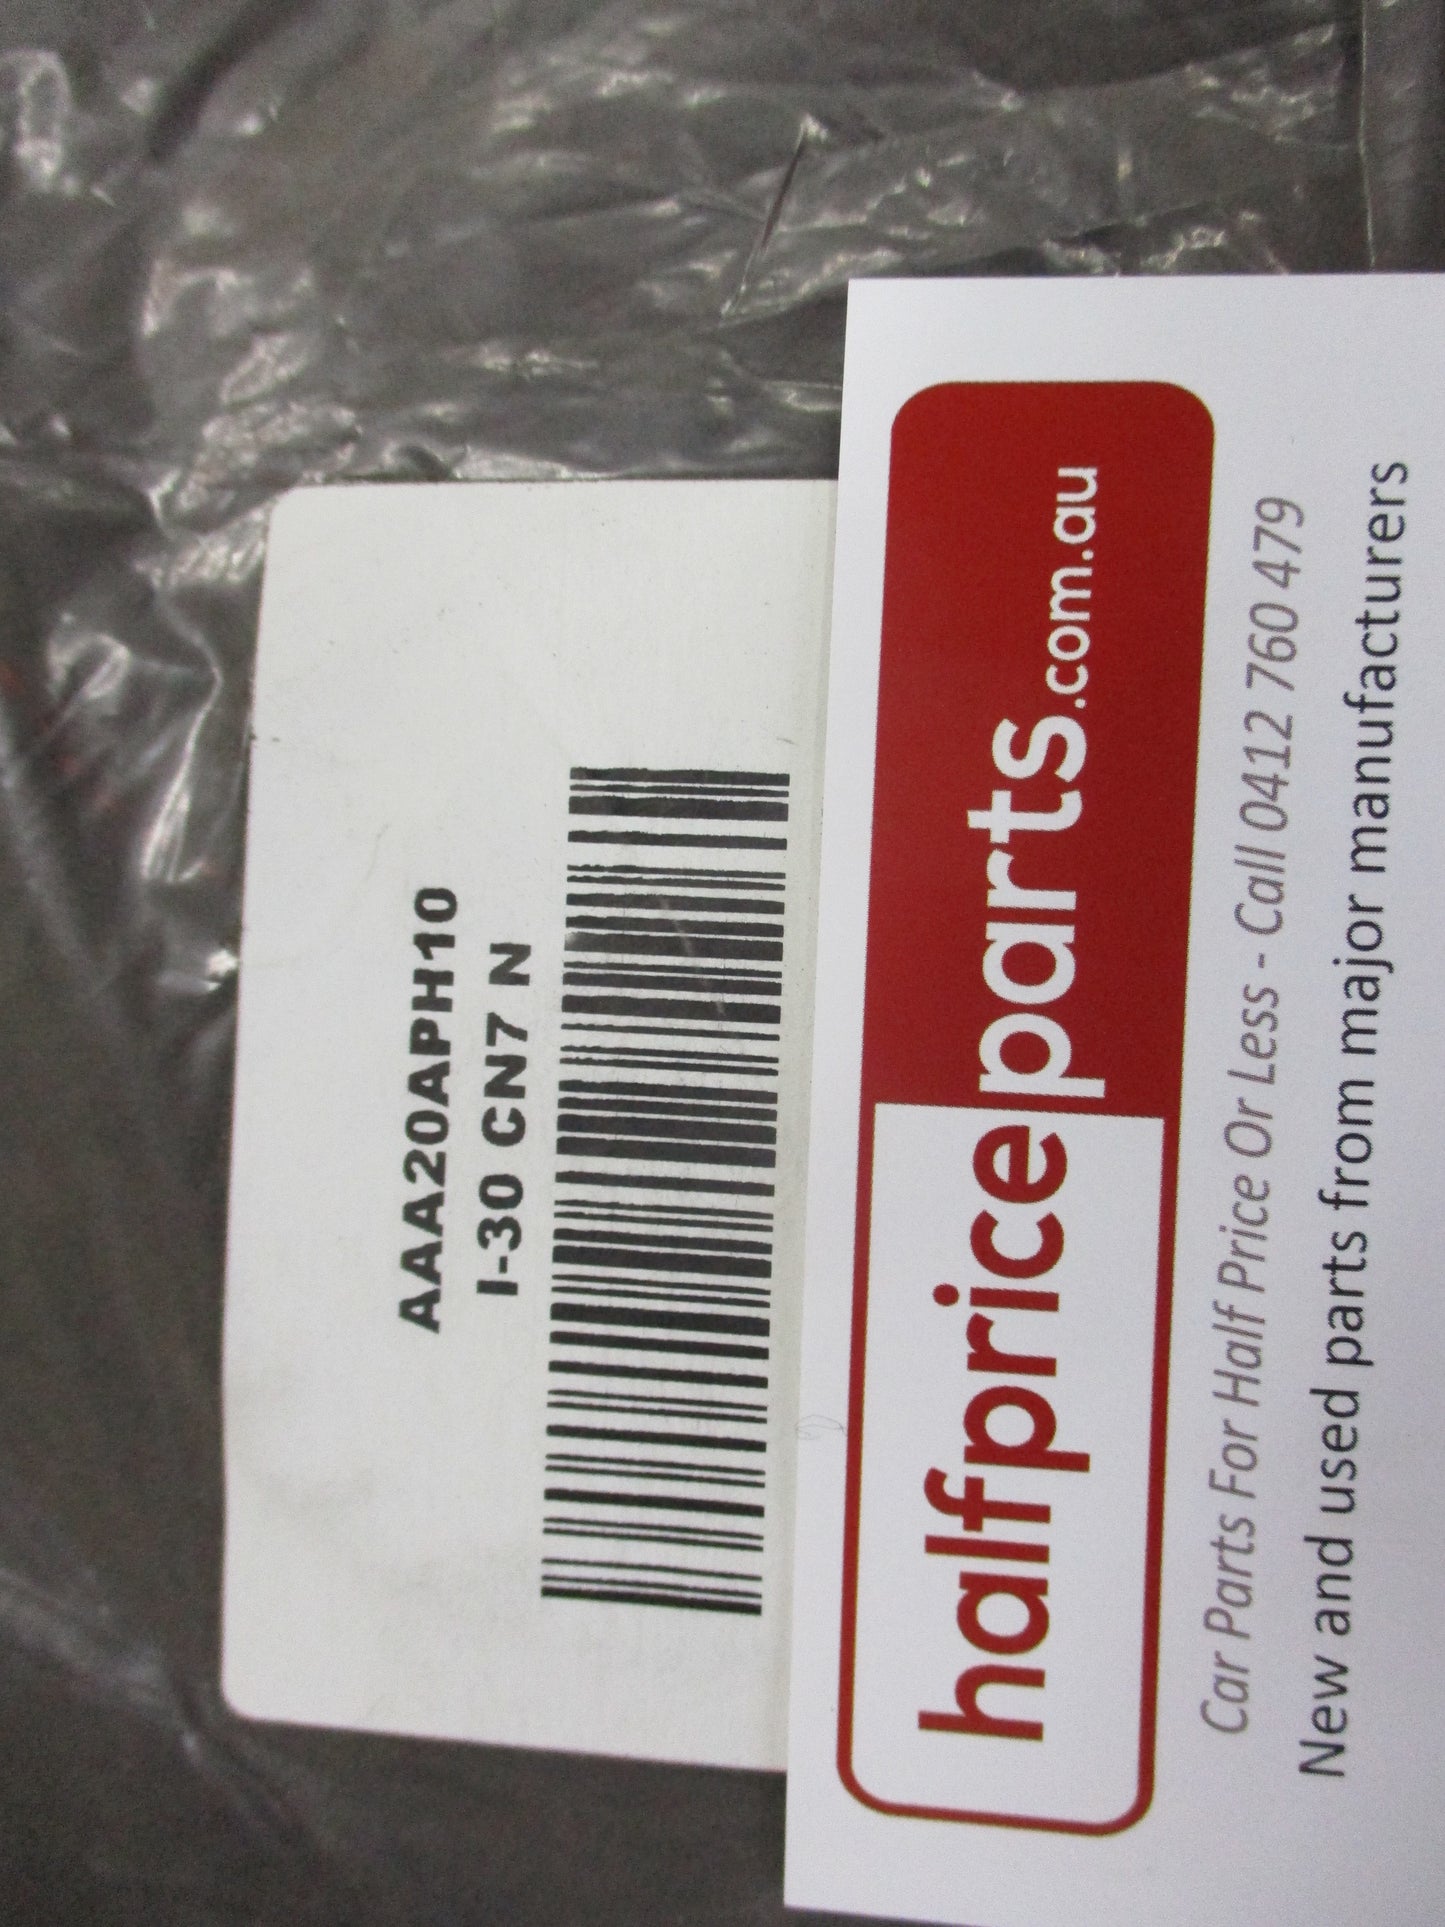 AAA20APH10
I-30 CN7 N
halfpriceparts.com.au
Car Parts For Half Price Or Less - Call 0412 760 479
New and used parts from major manufacturers